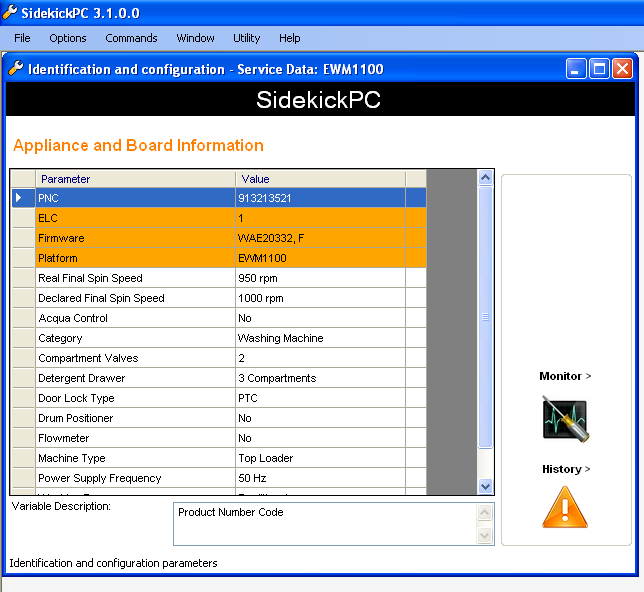 SidekickPC 3.1.0.0
File Options Commands Window Utility Help
Identification and configuration - Service Data: EWM1100
SidekickPC
Appliance and Board Information
Parameter Value
PNC 913213521
ELC 1
Firmware WAE20332, F
Platform EWM1100
Real Final Spin Speed 950 rpm
Declared Final Spin Speed 1000 rpm
Acqua Control No
Category Washing Machine
Compartment Valves 2
Detergent Drawer 3 Compartments
Door Lock Type PTC
Drum Positioner No
Flowmeter No
Machine Type Top Loader
Power Supply Frequency 50 Hz
Monitor >
History >
Variable Description:
Product Number Code
Identification and configuration parameters